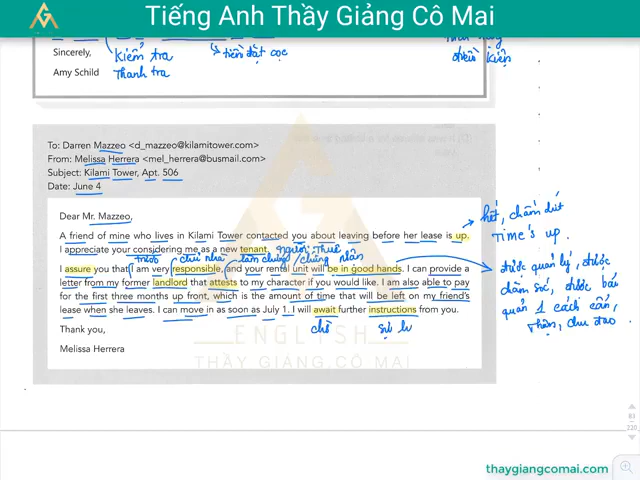 Tiếng Anh Thầy Giảng Cô Mai
Sincerely,
kiểm tra
tiền đặt cọc
điều kiện
Amy Schild
Thanh tra
To: Darren Mazzeo <d_mazzeo@kilamitower.com>
From: Melissa Herrera <mel_herrera@busmail.com>
Subject: Kilami Tower, Apt. 506
Date: June 4
Dear Mr. Mazzeo,
hết, chấm dứt
Time's up.
A friend of mine who lives in Kilami Tower contacted you about leaving before her lease is up.
I appreciate your considering me as a new tenant. người thuê
chủ nhà
làm chứng / chứng nhân
I assure you that I am very responsible, and your rental unit will be in good hands. I can provide a
letter from my former landlord that attests to my character if you would like. I am also able to pay
for the first three months up front, which is the amount of time that will be left on my friend's
lease when she leaves. I can move in as soon as July 1. I will await further instructions from you.
được quản lý, được
chăm sóc, được bảo
quản 1 cách cẩn
thận, chu đáo
chờ
Thank you,
Melissa Herrera
ENGLISH
THẦY GIẢNG, CÔ MAI
83
220
thaygiangcomai.com